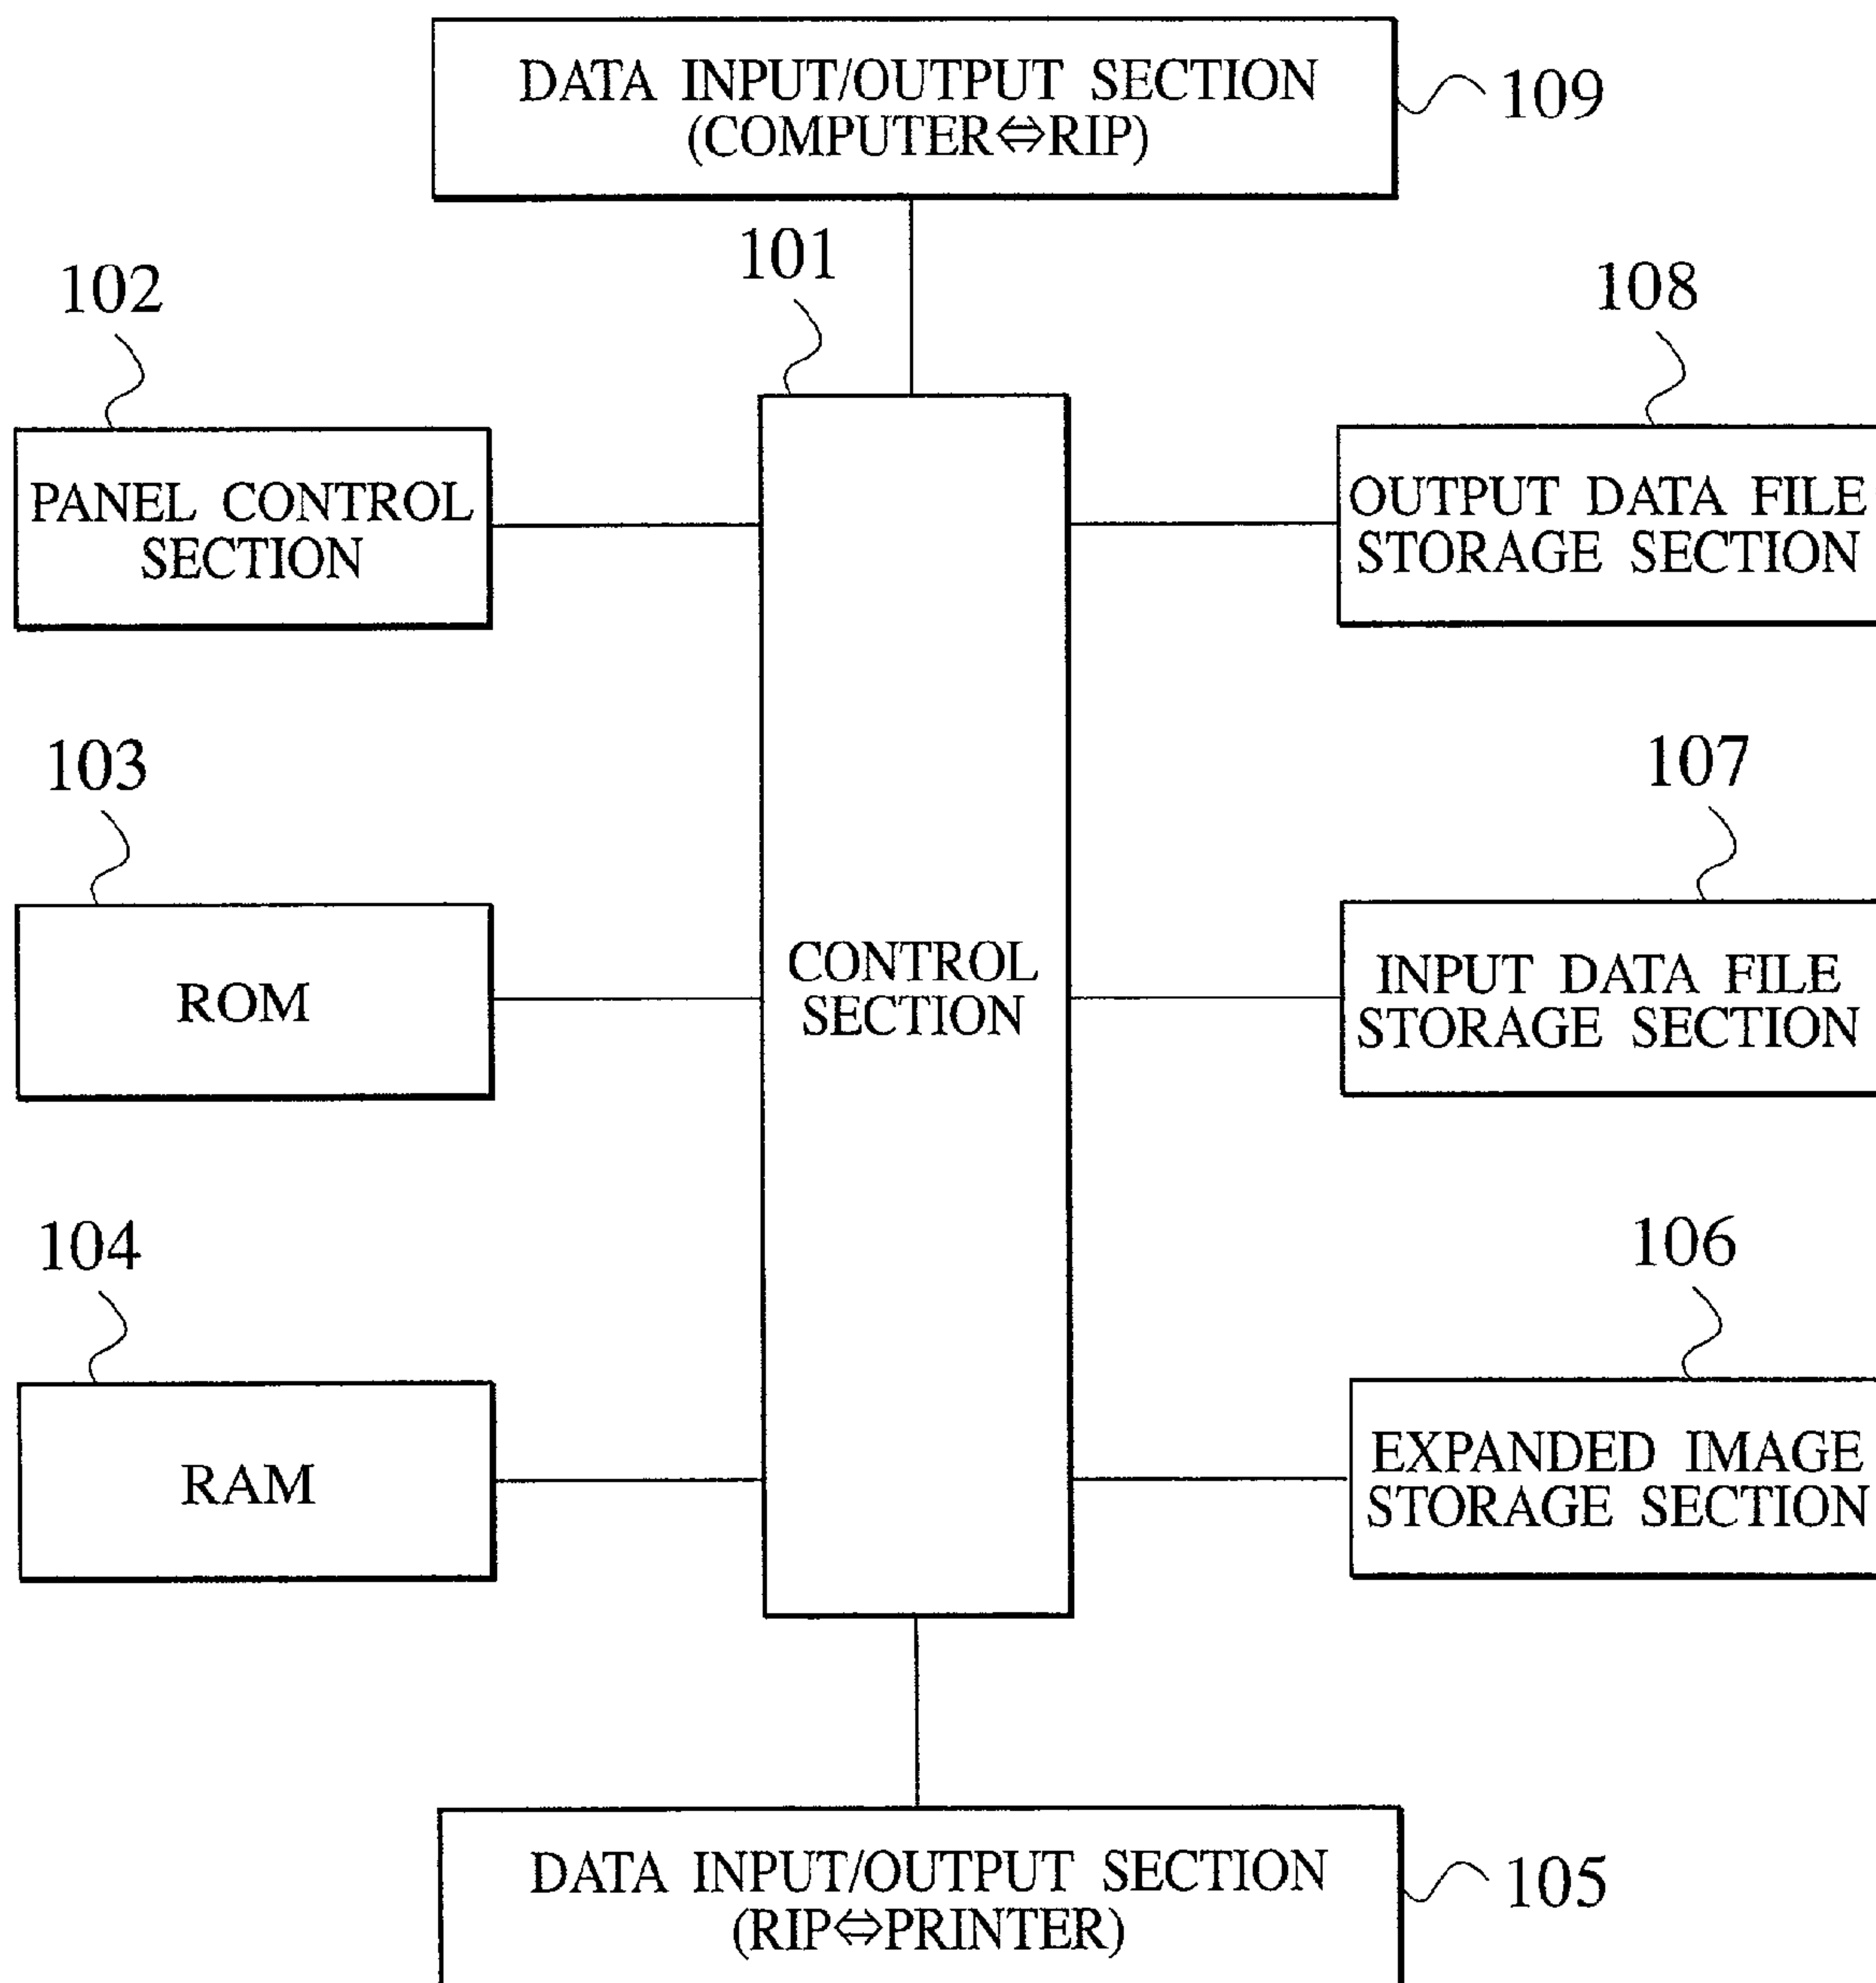 DATA INPUT/OUTPUT SECTION
(COMPUTER⇔RIP)
109
101
102
108
PANEL CONTROL
SECTION
OUTPUT DATA FILE
STORAGE SECTION
103
107
ROM
CONTROL
SECTION
INPUT DATA FILE
STORAGE SECTION
104
106
RAM
EXPANDED IMAGE
STORAGE SECTION
DATA INPUT/OUTPUT SECTION
(RIP⇔PRINTER)
105